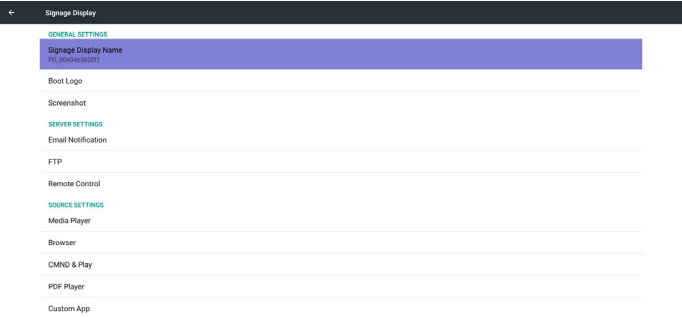 Signage Display
GENERAL SETTINGS
Signage Display Name
PD_00e04c3600f1
Boot Logo
Screenshot
SERVER SETTINGS
Email Notification
FTP
Remote Control
SOURCE SETTINGS
Media Player
Browser
CMND & Play
PDF Player
Custom App